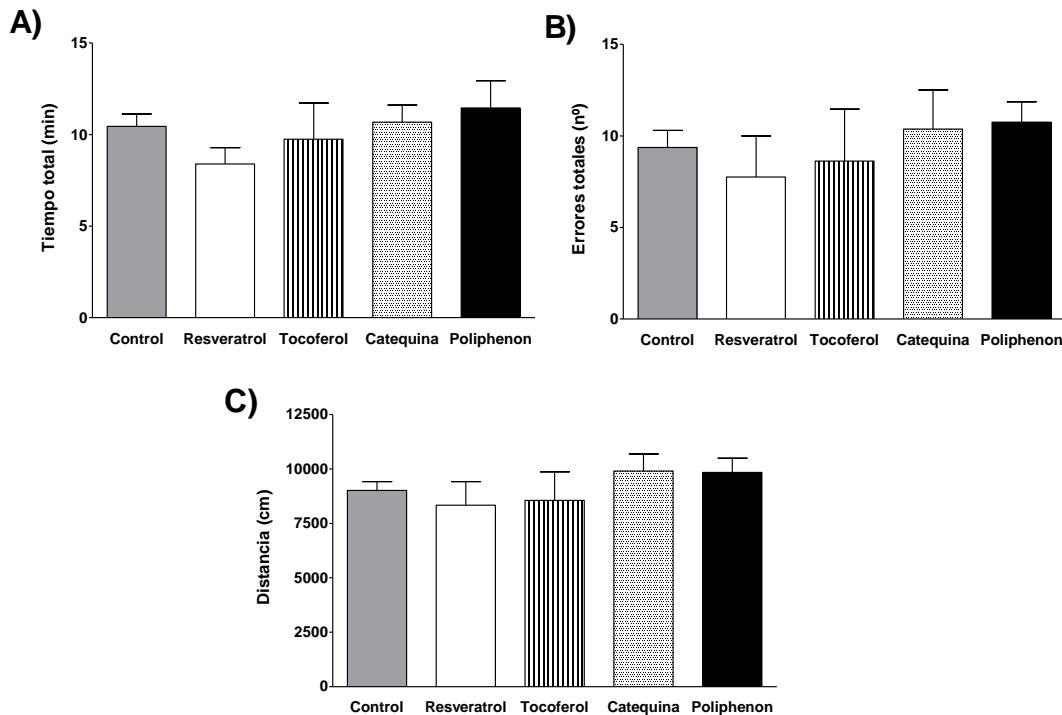 A)
15
10
5
0
Tiempo total (min)
Control Resveratrol Tocoferol Catequina Poliphenon
B)
15
10
5
0
Errores totales (nº)
Control Resveratrol Tocoferol Catequina Poliphenon
C)
12500
10000
7500
5000
2500
0
Distancia (cm)
Control Resveratrol Tocoferol Catequina Poliphenon